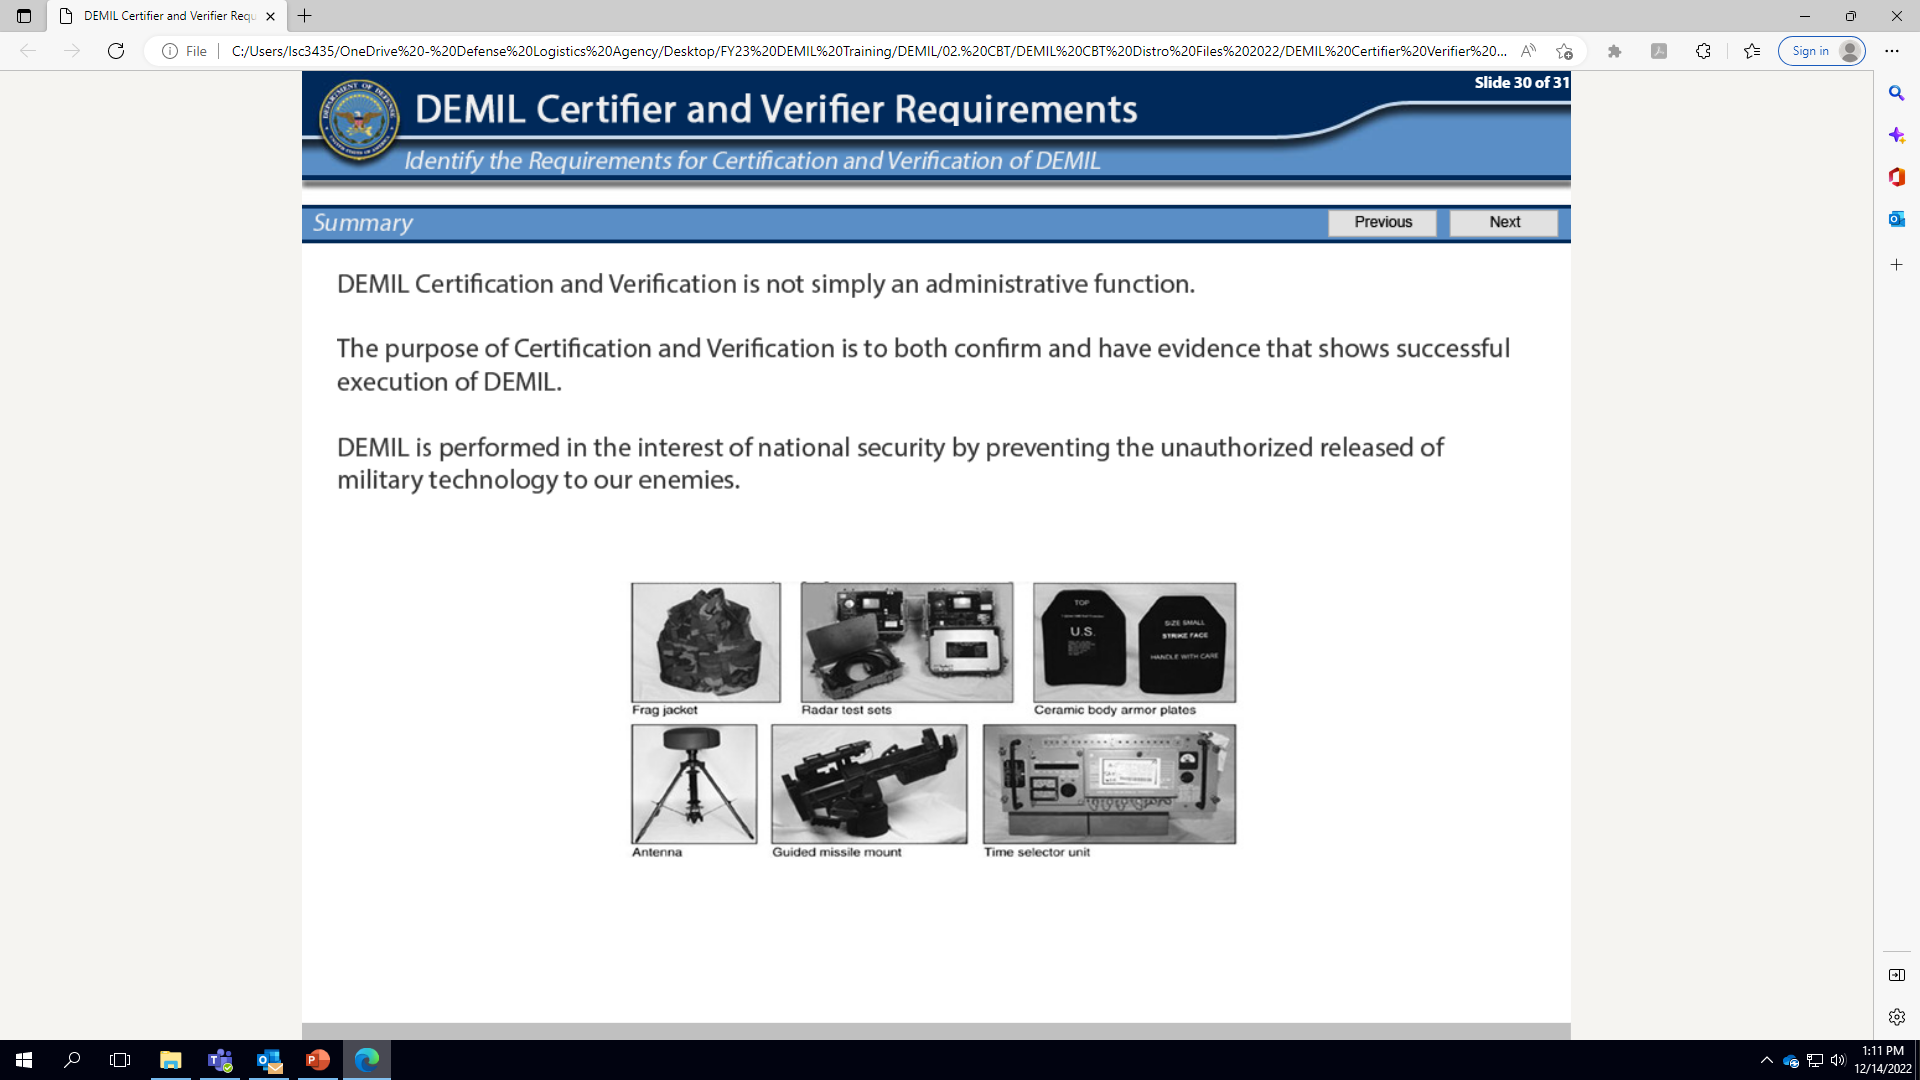 DEMIL Certifier and Verifier Requ
File
C:/Users/lsc3435/OneDrive%20-%20Defense%20Logistics%20Agency/Desktop/FY23%20DEMIL%20Training/DEMIL/02.%20CBT/DEMIL%20CBT%20Distro%20Files%202022/DEMIL%20Certifier%20Verifier%20...
Sign in
Slide 30 of 31
DEMIL Certifier and Verifier Requirements
Identify the Requirements for Certification and Verification of DEMIL
Summary
Previous
Next
DEMIL Certification and Verification is not simply an administrative function.
The purpose of Certification and Verification is to both confirm and have evidence that shows successful
execution of DEMIL.
DEMIL is performed in the interest of national security by preventing the unauthorized released of
military technology to our enemies.
TOP
U.S.
SIZE SMALL
STRIKE FACE
HANDLE WITH CARE
Frag jacket
Radar test sets
Ceramic body armor plates
Antenna
Guided missile mount
Time selector unit
1:11 PM
12/14/2022